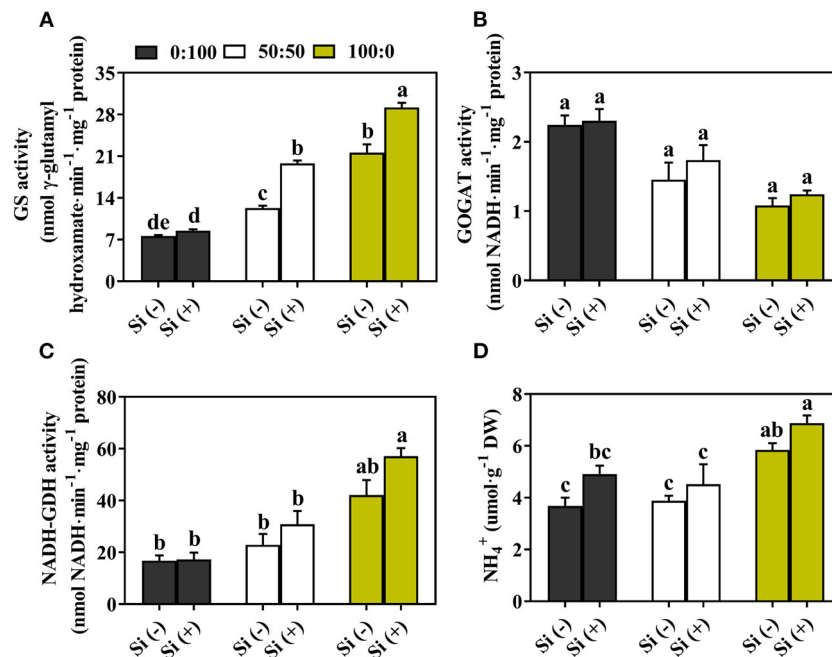 A
0:100 50:50 100:0
GS activity
(nmol γ-glutamyl
hydroxamate·min⁻¹·mg⁻¹ protein)
35
28
21
14
7
0
de d c b b a
Si (-) Si (+) Si (-) Si (+) Si (-) Si (+)
B
GOGAT activity
(nmol NADH·min⁻¹·mg⁻¹ protein)
3
2
1
0
a a a a a a
Si (-) Si (+) Si (-) Si (+) Si (-) Si (+)
C
NADH-GDH activity
(nmol NADH·min⁻¹·mg⁻¹ protein)
80
60
40
20
0
b b b b ab a
Si (-) Si (+) Si (-) Si (+) Si (-) Si (+)
D
NH₄⁺ (umol·g⁻¹ DW)
8
6
4
2
0
c bc c c ab a
Si (-) Si (+) Si (-) Si (+) Si (-) Si (+)